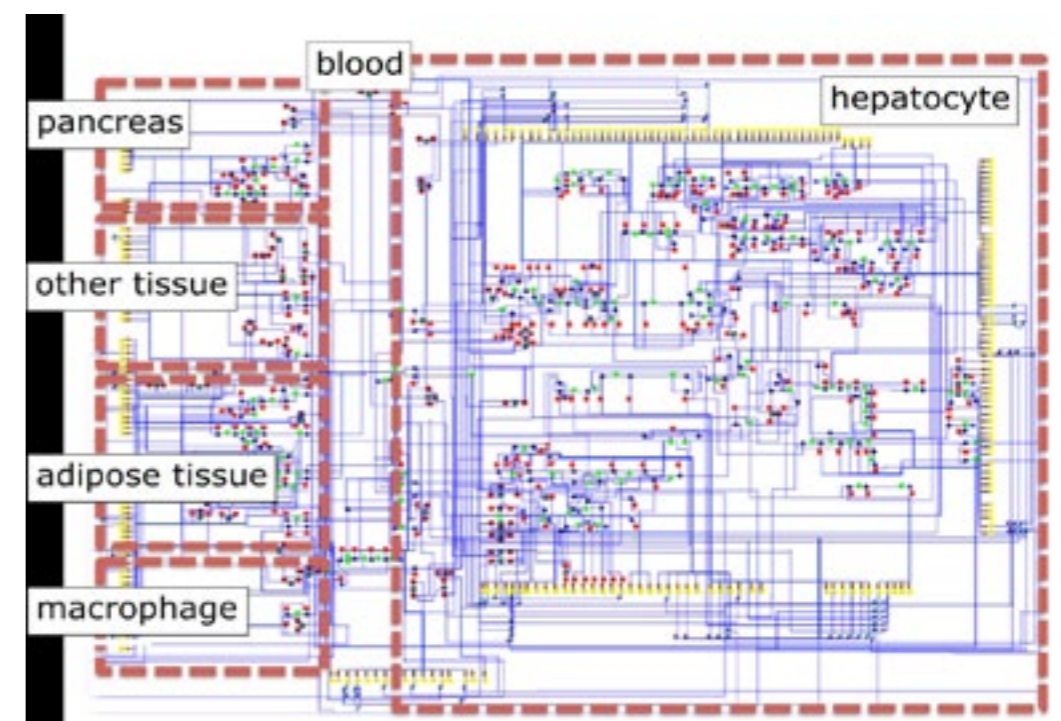 blood
hepatocyte
pancreas
other tissue
adipose tissue
macrophage